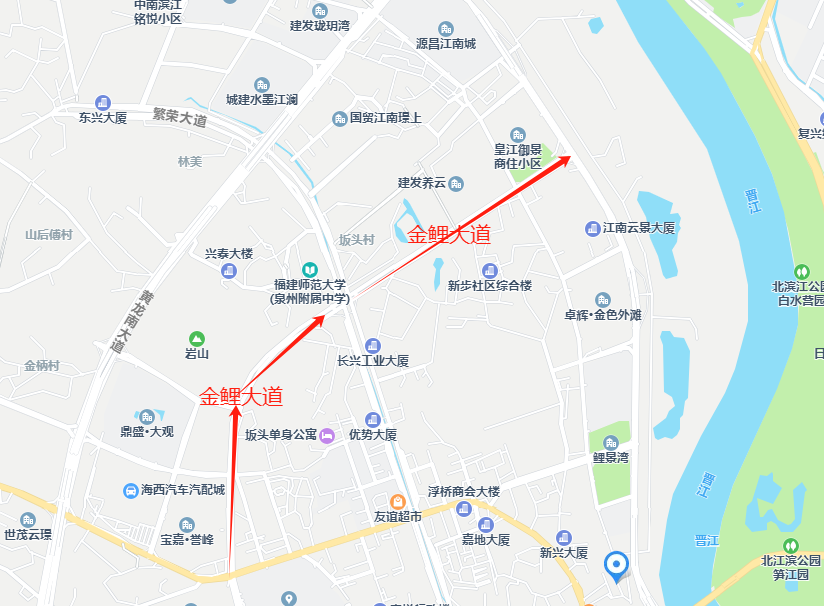 中南滨江
铭悦小区
建发珑玥湾
源昌江南城
城建水墨江澜
东兴大厦
繁荣大道
国贸江南璟上
林美
皇江御景
商住小区
建发养云
晋江
山后傅村
兴泰大楼
坂头村
金鲤大道
江南云景大厦
福建师范大学
(泉州附属中学)
新步社区综合楼
北滨江公
白水营园
黄龙南大道
卓辉·金色外滩
岩山
长兴工业大厦
金柄村
金鲤大道
鼎盛·大观
坂头单身公寓
优势大厦
鲤景湾
海西汽车汽配城
浮桥商会大楼
晋江
友谊超市
世茂云璟
宝嘉·誉峰
嘉地大厦
新兴大厦
晋江
北江滨公园
笋江园